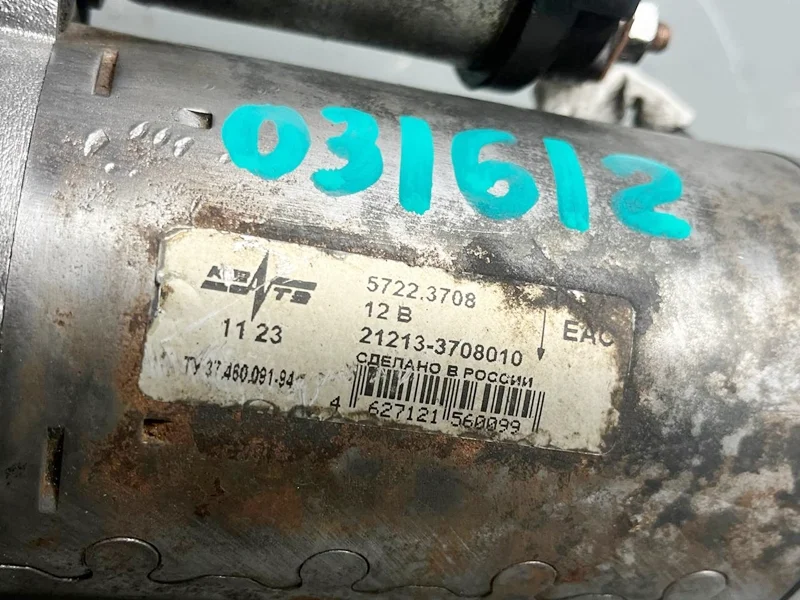 031612
5722.3708
12 В
11 23
21213-3708010
EAC
СДЕЛАНО В РОССИИ
ТУ 37.460.091-94
4 627121 560099